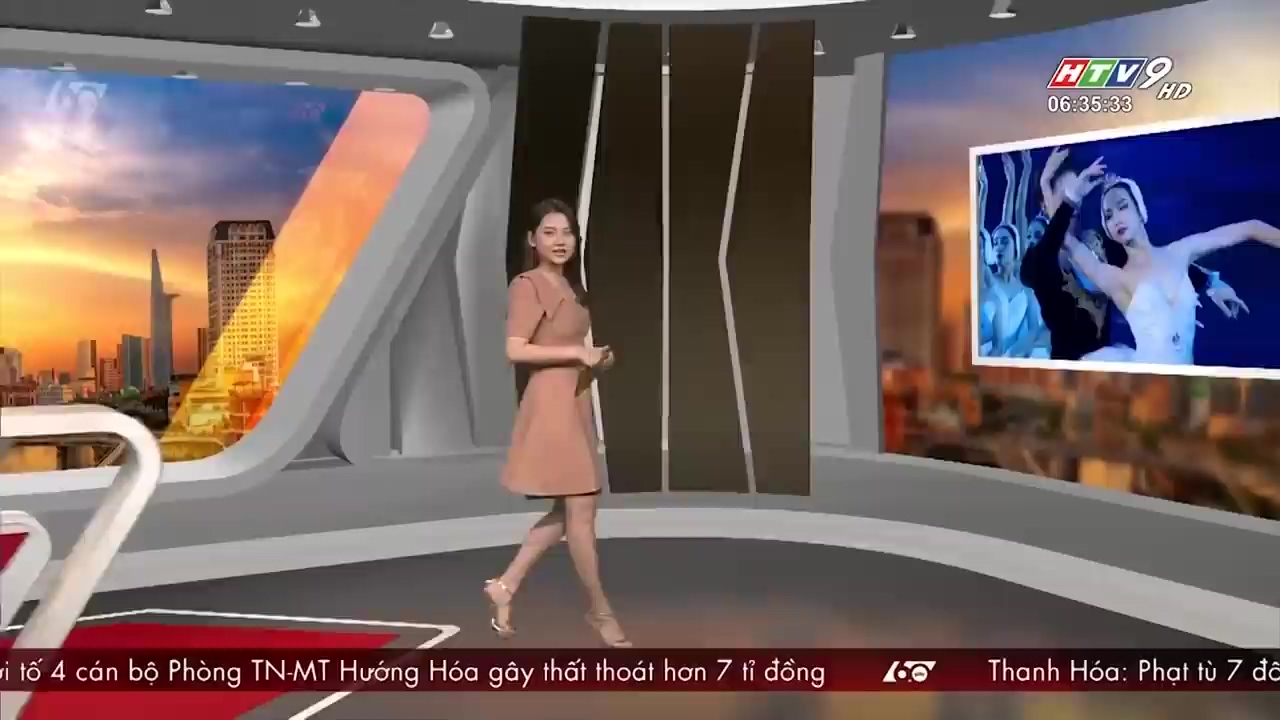 HTV9
HD
06:35:33
tố 4 cán bộ Phòng TN-MT Hướng Hóa gây thất thoát hơn 7 tỉ đồng
60
Thanh Hóa: Phạt tù 7